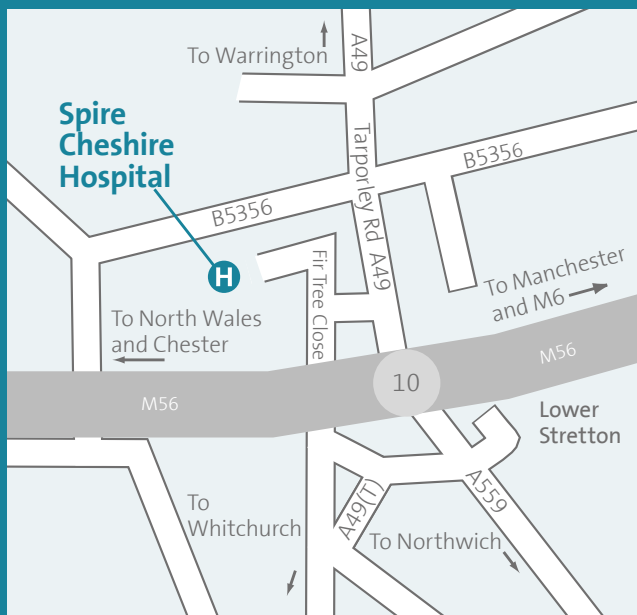 A49
To Warrington
Spire
Cheshire
Hospital
Tarporley Rd A49
B5356
B5356
H
Fir Tree Close
To Manchester
and M6
To North Wales
and Chester
10
M56
M56
Lower
Stretton
To
Whitchurch
A49(T)
A559
To Northwich